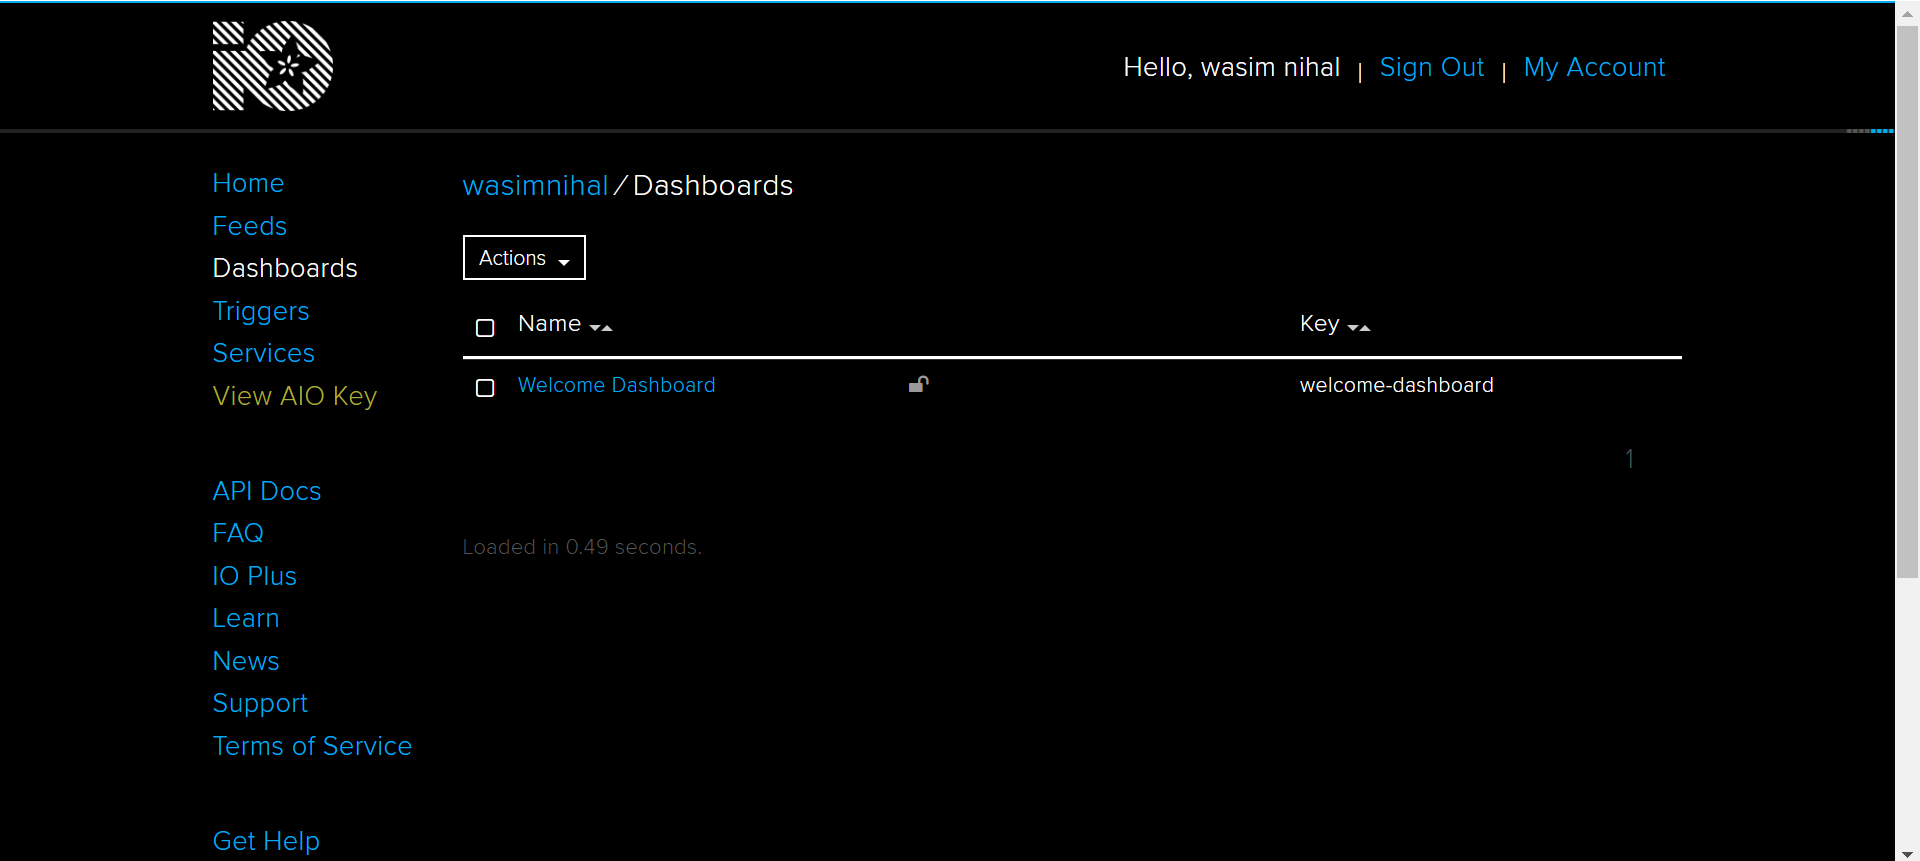 iO
Hello, wasim nihal | Sign Out | My Account
Home
Feeds
Dashboards
Triggers
Services
View AIO Key
API Docs
FAQ
IO Plus
Learn
News
Support
Terms of Service
Get Help
wasimnihal / Dashboards
Actions
Name Key
Welcome Dashboard welcome-dashboard
1
Loaded in 0.49 seconds.